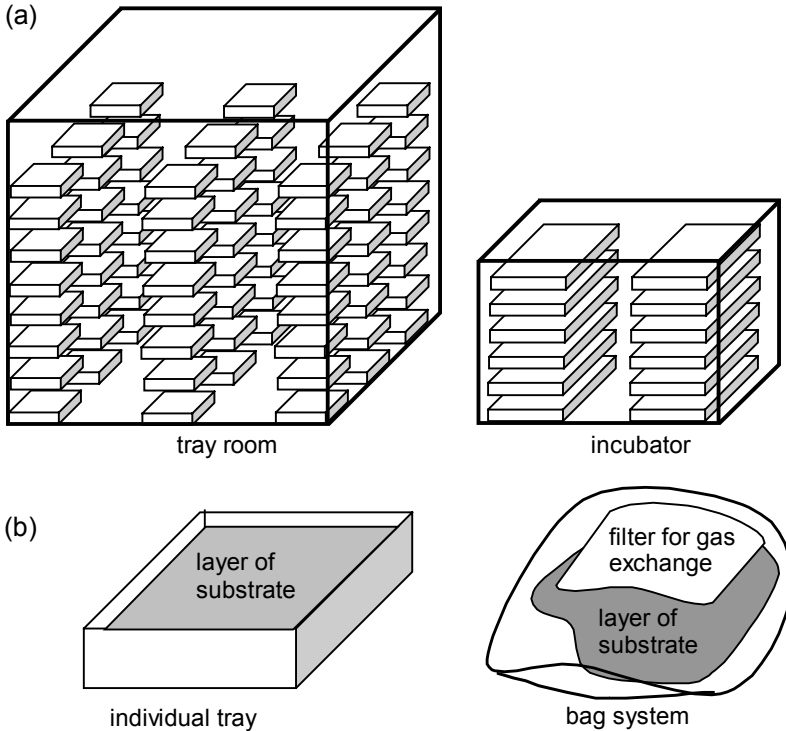 (a)
tray room
incubator
(b)
layer of
substrate
individual tray
filter for gas
exchange
layer of
substrate
bag system